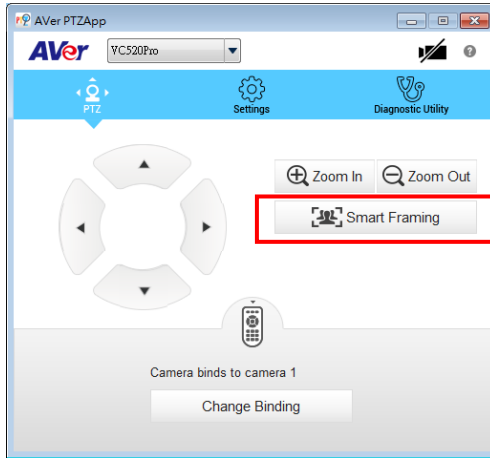 AVer PTZApp
AVer
VC520Pro
PTZ
Settings
Diagnostic Utility
Zoom In
Zoom Out
Smart Framing
Camera binds to camera 1
Change Binding